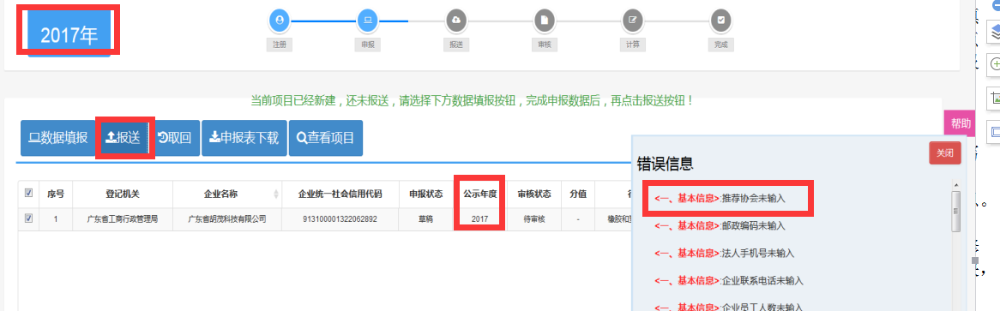 2017年
注册 申报 报送 审核 计算 完成
当前项目已经新建，还未报送，请选择下方数据填报按钮，完成申报数据后，再点击报送按钮！
数据填报 报送 取回 申报表下载 查看项目
帮助
关闭
错误信息
序号 登记机关 企业名称 企业统一社会信用代码 申报状态 公示年度 审核状态 分值
1 广东省工商行政管理局 广东省胡茂科技有限公司 913100001322062892 草稿 2017 待审核 -
<一、基本信息>:推荐协会未输入
<一、基本信息>:邮政编码未输入
<一、基本信息>:法人手机号未输入
<一、基本信息>:企业联系电话未输入
<一、基本信息>:企业员工人数未输入